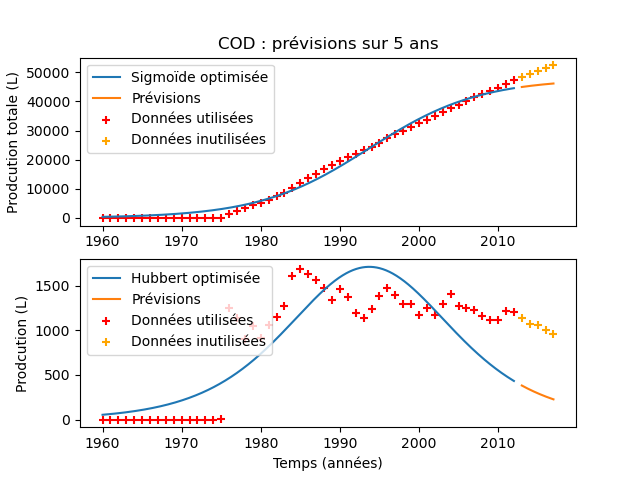 COD : prévisions sur 5 ans
Prodcution totale (L)
50000
40000
30000
20000
10000
0
Sigmoïde optimisée
Prévisions
Données utilisées
Données inutilisées
1960 1970 1980 1990 2000 2010
Prodcution (L)
1500
1000
500
0
Hubbert optimisée
Prévisions
Données utilisées
Données inutilisées
1960 1970 1980 1990 2000 2010
Temps (années)